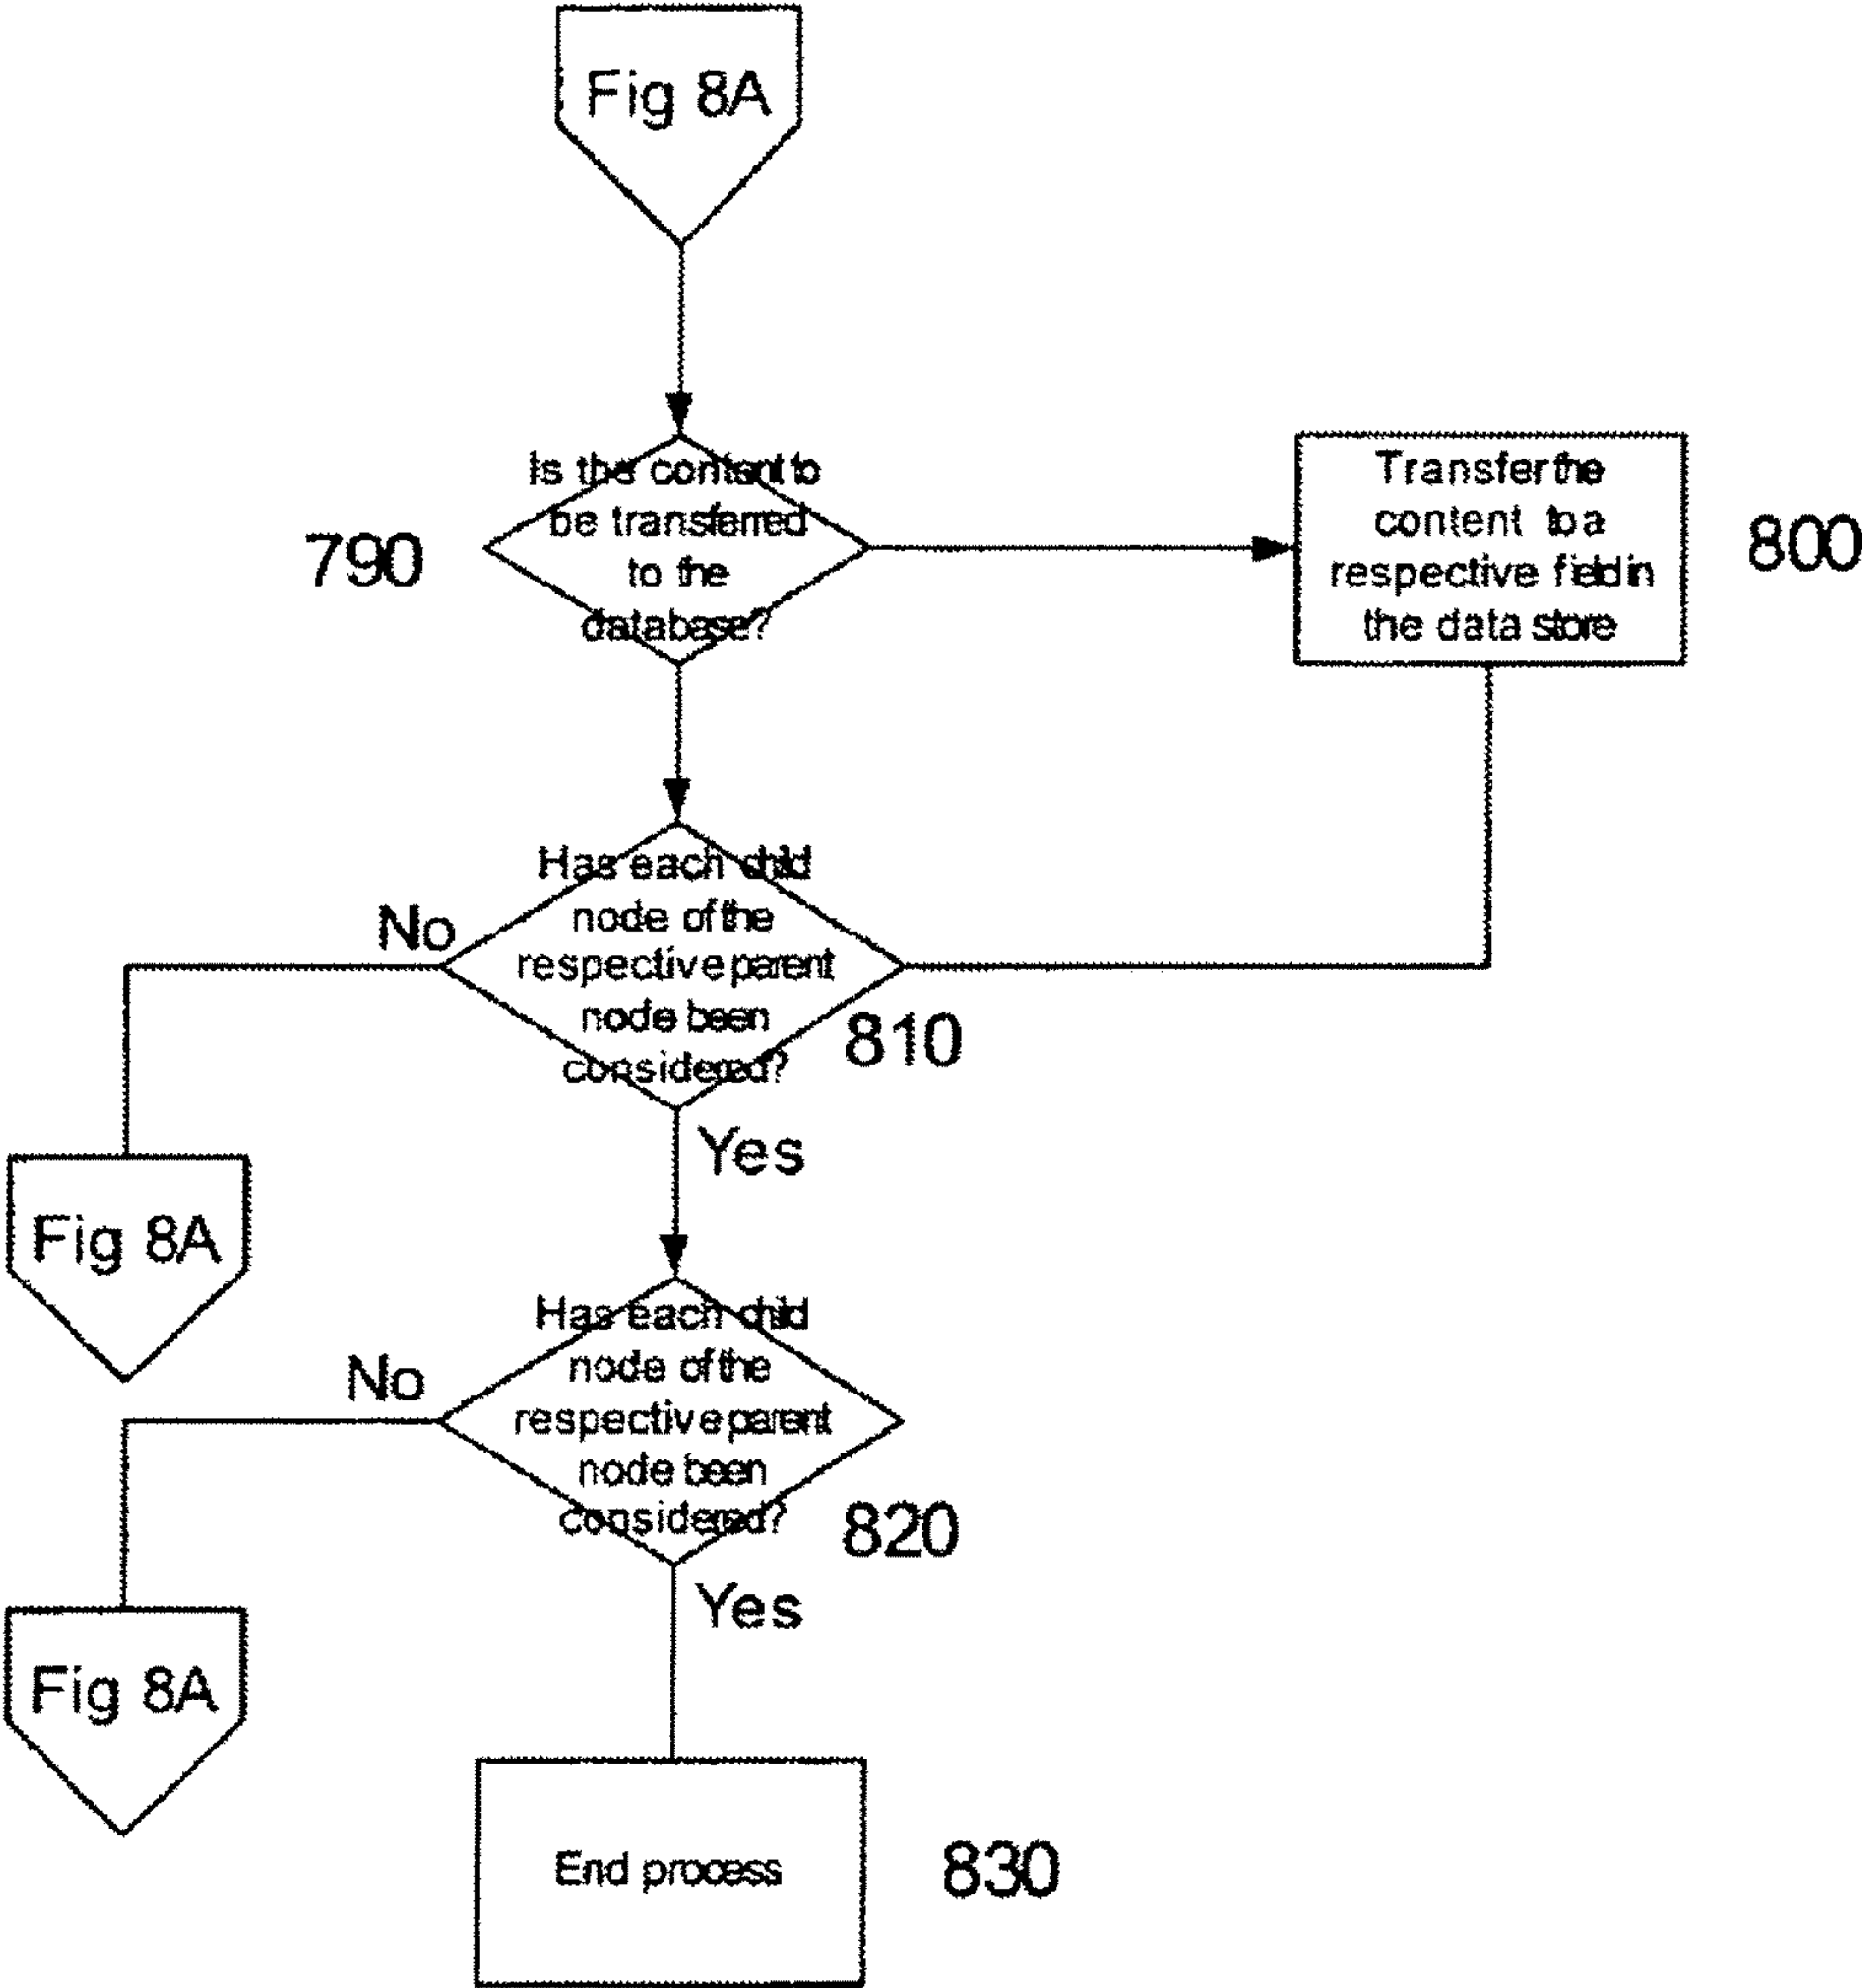 Fig 8A
Is the content to
be transferred
to the
database?
790
Transfer the
content to a
respective field in
the data store
800
Has each child
node of the
respective parent
node been
considered?
No
810
Yes
Fig 8A
Has each child
node of the
respective parent
node been
considered?
No
820
Yes
Fig 8A
End process
830